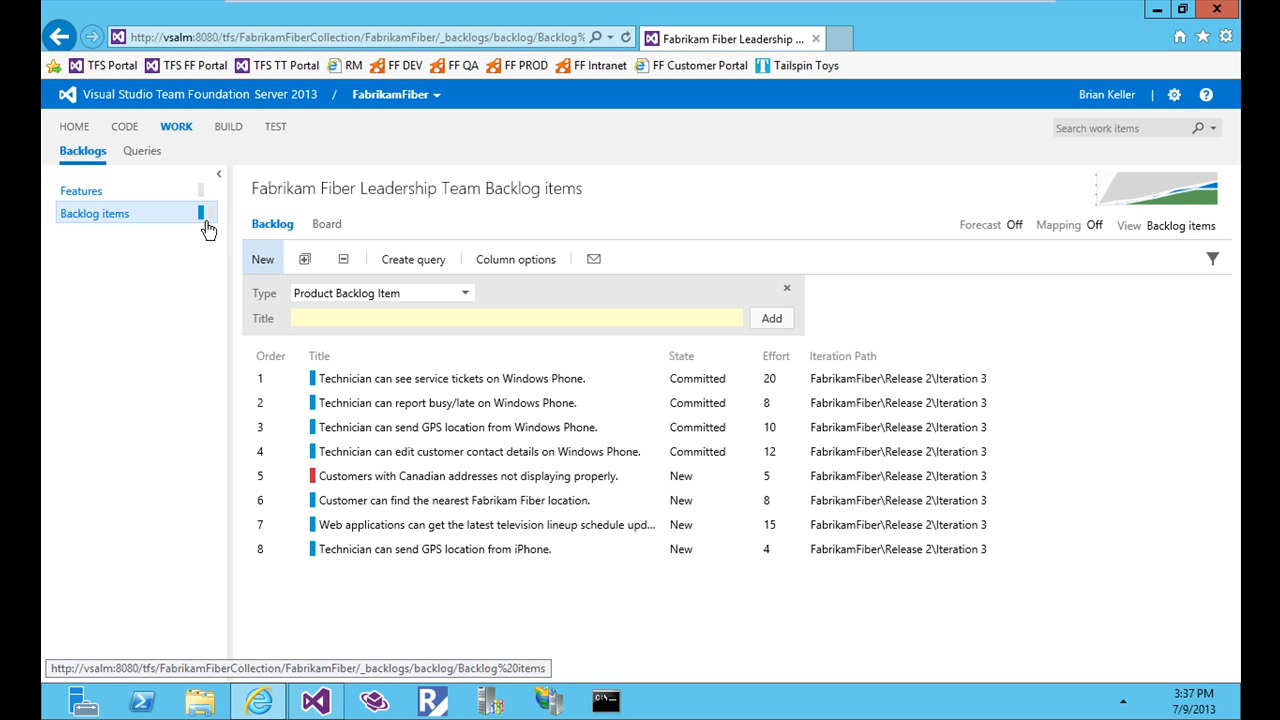 http://vsalm:8080/tfs/FabrikamFiberCollection/FabrikamFiber/_backlogs/backlog/Backlog%
Fabrikam Fiber Leadership ...
TFS Portal TFS FF Portal TFS TT Portal RM FF DEV FF QA FF PROD FF Intranet FF Customer Portal Tailspin Toys
Visual Studio Team Foundation Server 2013 / FabrikamFiber Brian Keller |
HOME CODE WORK BUILD TEST Search work items
Backlogs Queries
Features
Backlog items
Fabrikam Fiber Leadership Team Backlog items
Backlog Board Forecast Off Mapping Off View Backlog items
New Create query Column options
Type Product Backlog Item
Title Add
Order Title State Effort Iteration Path
1 Technician can see service tickets on Windows Phone. Committed 20 FabrikamFiber\Release 2\Iteration 3
2 Technician can report busy/late on Windows Phone. Committed 8 FabrikamFiber\Release 2\Iteration 3
3 Technician can send GPS location from Windows Phone. Committed 10 FabrikamFiber\Release 2\Iteration 3
4 Technician can edit customer contact details on Windows Phone. Committed 12 FabrikamFiber\Release 2\Iteration 3
5 Customers with Canadian addresses not displaying properly. New 5 FabrikamFiber\Release 2\Iteration 3
6 Customer can find the nearest Fabrikam Fiber location. New 8 FabrikamFiber\Release 2\Iteration 3
7 Web applications can get the latest television lineup schedule upd... New 15 FabrikamFiber\Release 2\Iteration 3
8 Technician can send GPS location from iPhone. New 4 FabrikamFiber\Release 2\Iteration 3
http://vsalm:8080/tfs/FabrikamFiberCollection/FabrikamFiber/_backlogs/backlog/Backlog%20items
3:37 PM
7/9/2013